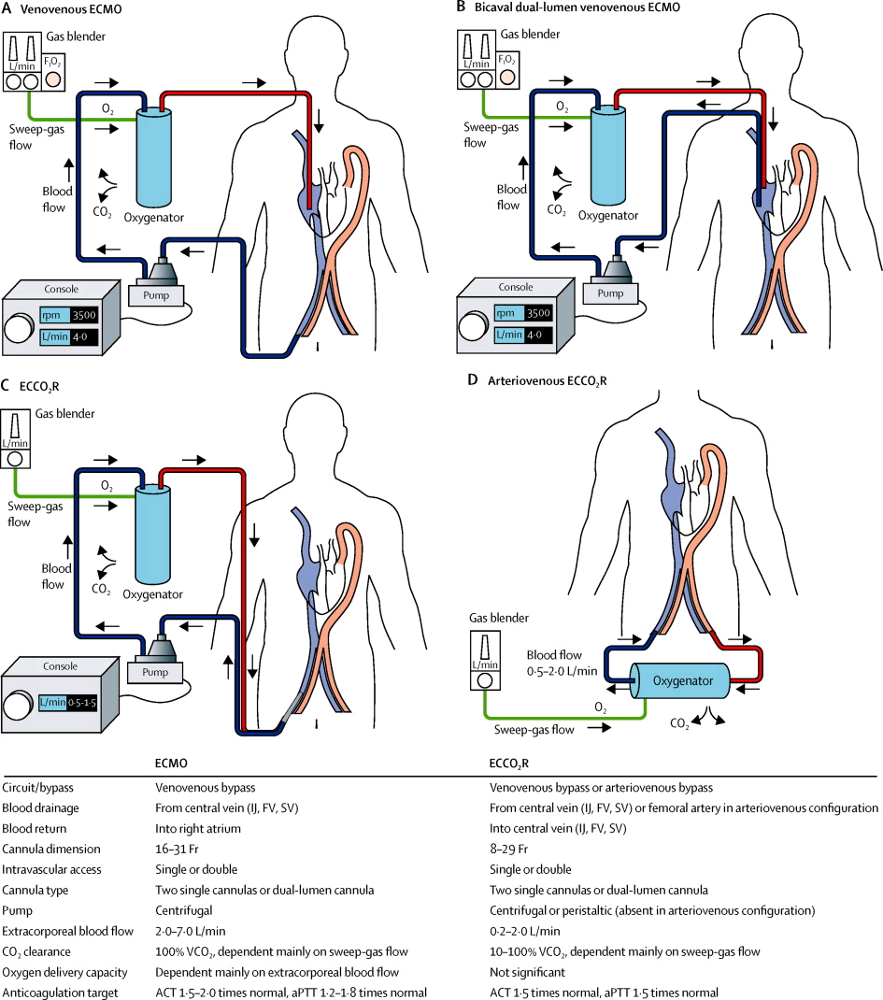 A Venovenous ECMO
Gas blender
L/min
FIO2
O2
Sweep-gas
flow
Blood
flow
CO2
Oxygenator
Console
rpm 3500
L/min 4·0
Pump
B Bicaval dual-lumen venovenous ECMO
Gas blender
L/min
FIO2
O2
Sweep-gas
flow
Blood
flow
CO2
Oxygenator
Console
rpm 3500
L/min 4·0
Pump
C ECCO2R
Gas blender
L/min
O2
Sweep-gas
flow
Blood
flow
CO2
Oxygenator
Console
L/min 0·5-1·5
Pump
D Arteriovenous ECCO2R
Gas blender
L/min
Blood flow
0·5–2·0 L/min
Oxygenator
O2
Sweep-gas flow
CO2
ECMO ECCO2R
Circuit/bypass Venovenous bypass Venovenous bypass or arteriovenous bypass
Blood drainage From central vein (IJ, FV, SV) From central vein (IJ, FV, SV) or femoral artery in arteriovenous configuration
Blood return Into right atrium Into central vein (IJ, FV, SV)
Cannula dimension 16–31 Fr 8–29 Fr
Intravascular access Single or double Single or double
Cannula type Two single cannulas or dual-lumen cannula Two single cannulas or dual-lumen cannula
Pump Centrifugal Centrifugal or peristaltic (absent in arteriovenous configuration)
Extracorporeal blood flow 2·0–7·0 L/min 0·2–2·0 L/min
CO2 clearance 100% VCO2, dependent mainly on sweep-gas flow 10–100% VCO2, dependent mainly on sweep-gas flow
Oxygen delivery capacity Dependent mainly on extracorporeal blood flow Not significant
Anticoagulation target ACT 1·5–2·0 times normal, aPTT 1·2–1·8 times normal ACT 1·5 times normal, aPTT 1·5 times normal